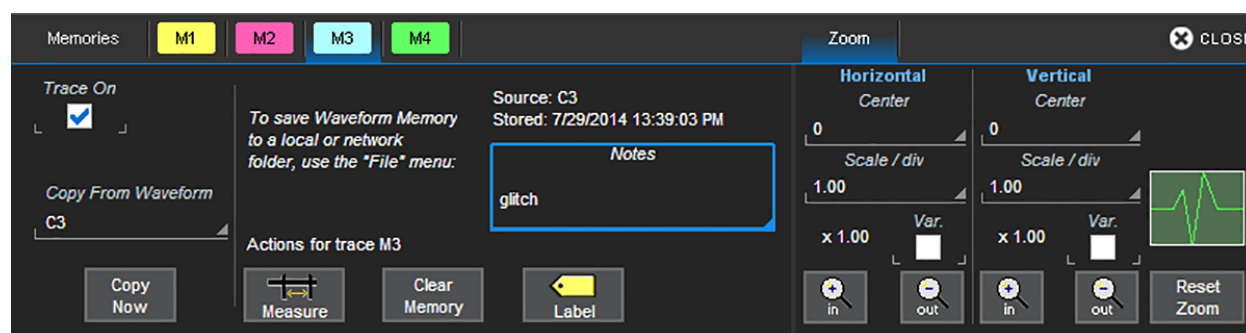 Memories
M1
M2
M3
M4
Trace On
Copy From Waveform
C3
Copy
Now
To save Waveform Memory
to a local or network
folder, use the "File" menu:
Source: C3
Stored: 7/29/2014 13:39:03 PM
Notes
glitch
Actions for trace M3
Measure
Clear
Memory
Label
Zoom
CLOS
Horizontal
Center
0
Scale / div
1.00
x 1.00
Var.
in
out
Vertical
Center
0
Scale / div
1.00
x 1.00
Var.
in
out
Reset
Zoom